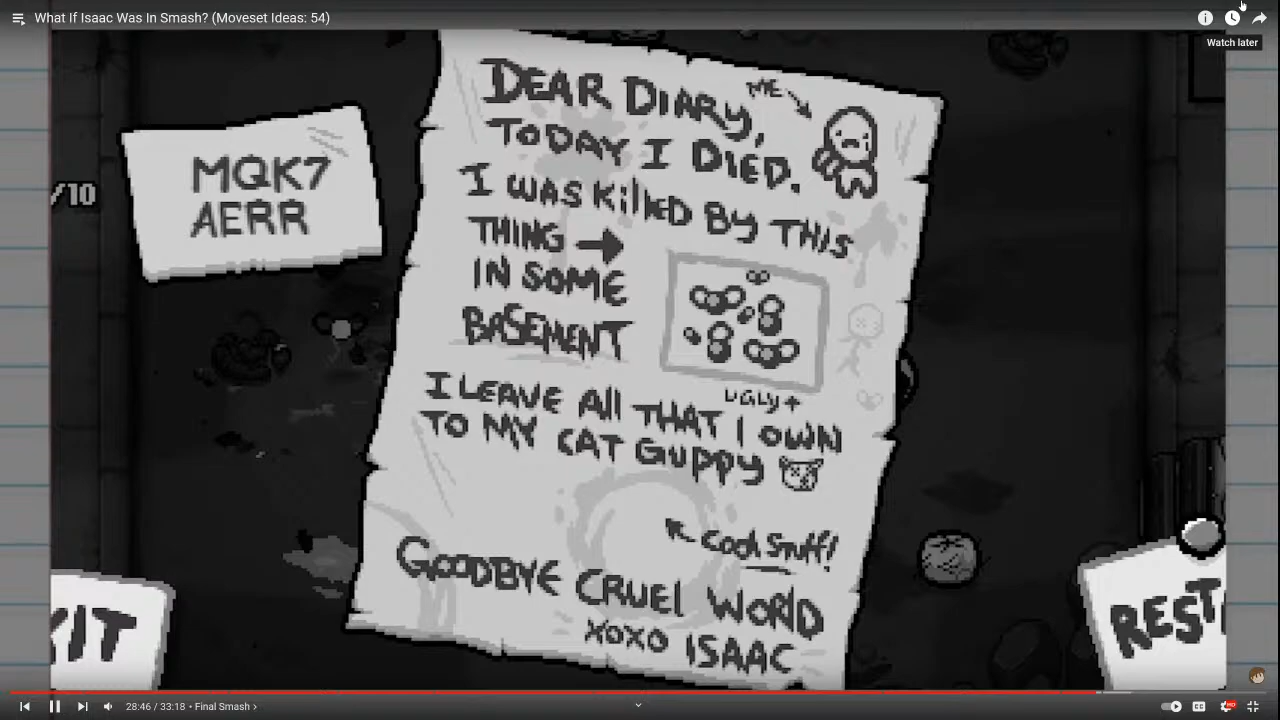 What If Isaac Was In Smash? (Moveset Ideas: 54)
Watch later
DEAR DIARY,
ME
TODAY I DIED.
I WAS KillED BY THIS
THING
IN SOME
BASEMENT
UGLY
I LEAVE All THAT I OWN
TO MY CAT GUPPY
Cool Stuff!
GOODBYE CRUEl WORlD
XOXO ISAAC
MQK7
AERR
/10
XIT
REST
28:46 / 33:18 • Final Smash
CC